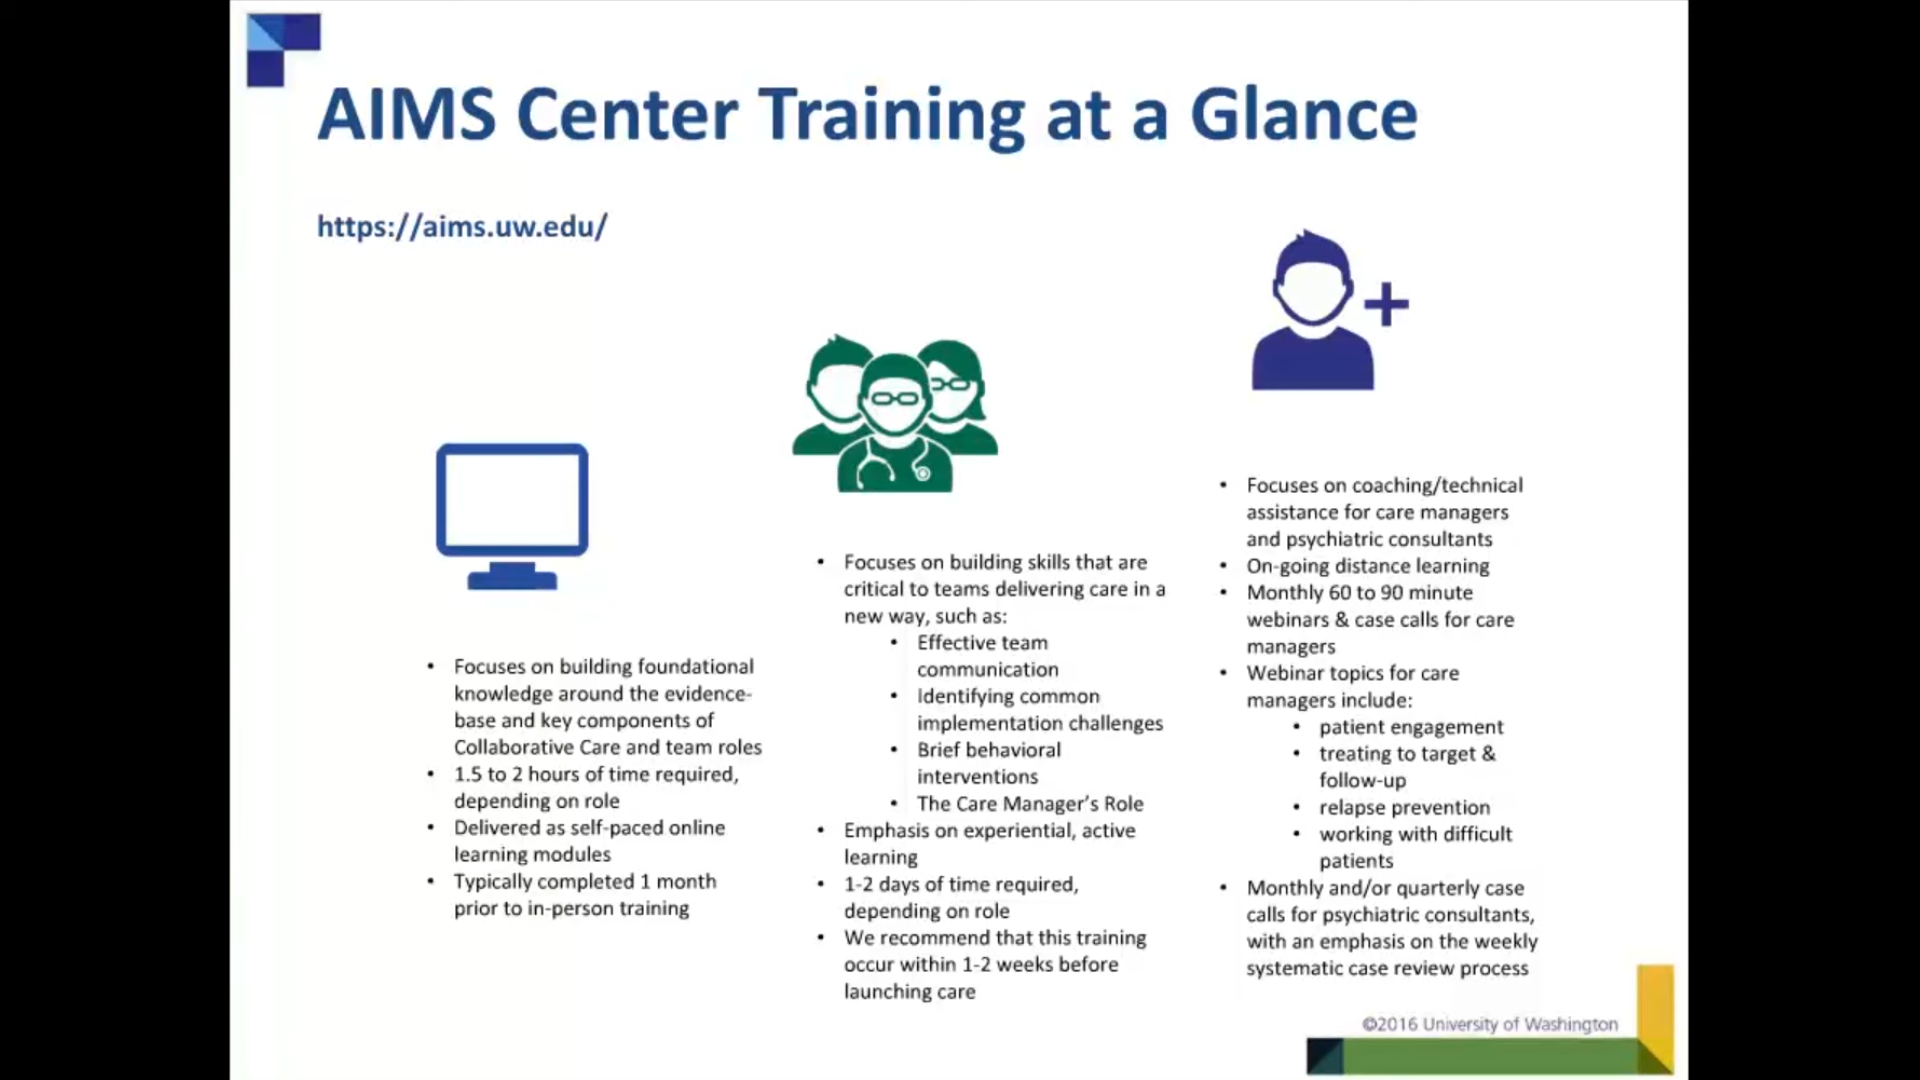 AIMS Center Training at a Glance
https://aims.uw.edu/
• Focuses on building foundational
knowledge around the evidence-
base and key components of
Collaborative Care and team roles
• 1.5 to 2 hours of time required,
depending on role
• Delivered as self-paced online
learning modules
• Typically completed 1 month
prior to in-person training
• Focuses on building skills that are
critical to teams delivering care in a
new way, such as:
• Effective team
communication
• Identifying common
implementation challenges
• Brief behavioral
interventions
• The Care Manager’s Role
• Emphasis on experiential, active
learning
• 1-2 days of time required,
depending on role
• We recommend that this training
occur within 1-2 weeks before
launching care
• Focuses on coaching/technical
assistance for care managers
and psychiatric consultants
• On-going distance learning
• Monthly 60 to 90 minute
webinars & case calls for care
managers
• Webinar topics for care
managers include:
• patient engagement
• treating to target &
follow-up
• relapse prevention
• working with difficult
patients
• Monthly and/or quarterly case
calls for psychiatric consultants,
with an emphasis on the weekly
systematic case review process
©2016 University of Washington